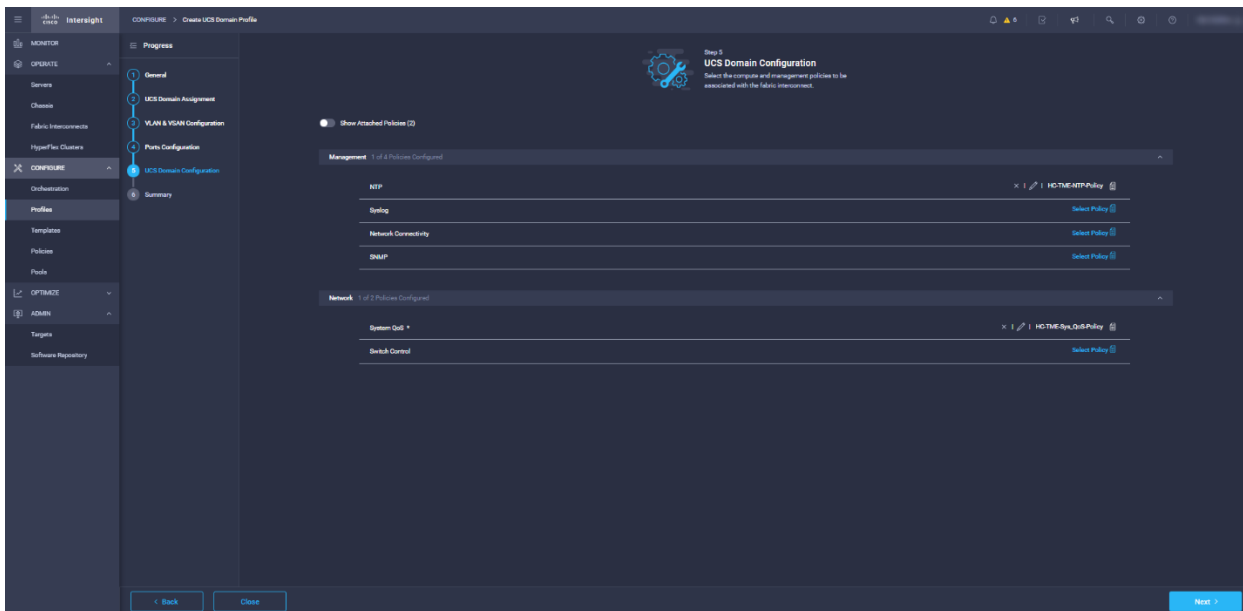 cisco Intersight
CONFIGURE > Create UCS Domain Profile
6
MONITOR
OPERATE
Servers
Chassis
Fabric Interconnects
HyperFlex Clusters
CONFIGURE
Orchestration
Profiles
Templates
Policies
Pools
OPTIMIZE
ADMIN
Targets
Software Repository
Progress
1 General
2 UCS Domain Assignment
3 VLAN & VSAN Configuration
4 Ports Configuration
5 UCS Domain Configuration
6 Summary
Step 5
UCS Domain Configuration
Select the compute and management policies to be
associated with the fabric interconnect.
Show Attached Policies (2)
Management 1 of 4 Policies Configured
NTP HC-TME-NTP-Policy
Syslog Select Policy
Network Connectivity Select Policy
SNMP Select Policy
Network 1 of 2 Policies Configured
System QoS * HC-TME-Sys_QoS-Policy
Switch Control Select Policy
< Back Close Next >